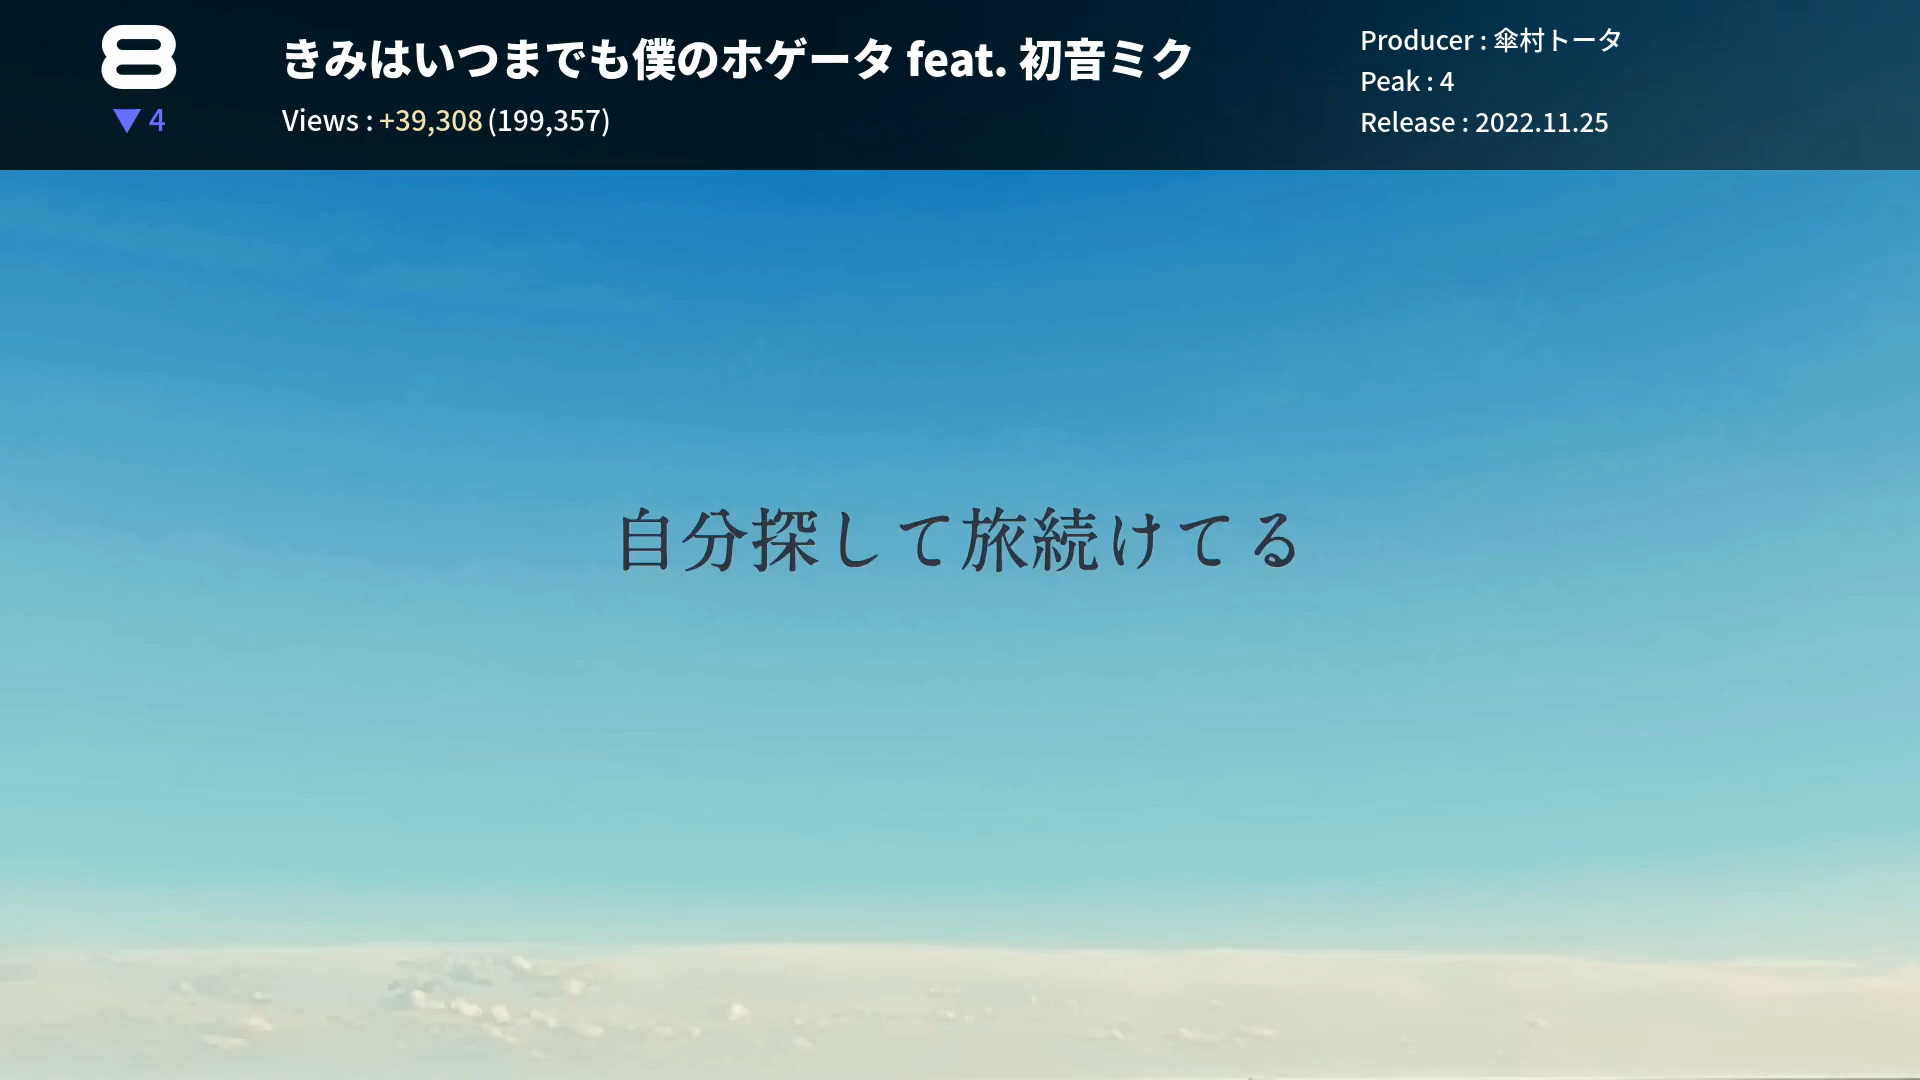 8
▼4
きみはいつまでも僕のホゲータ feat. 初音ミク
Views : +39,308 (199,357)
Producer : 傘村トータ
Peak : 4
Release : 2022.11.25
自分探して旅続けてる